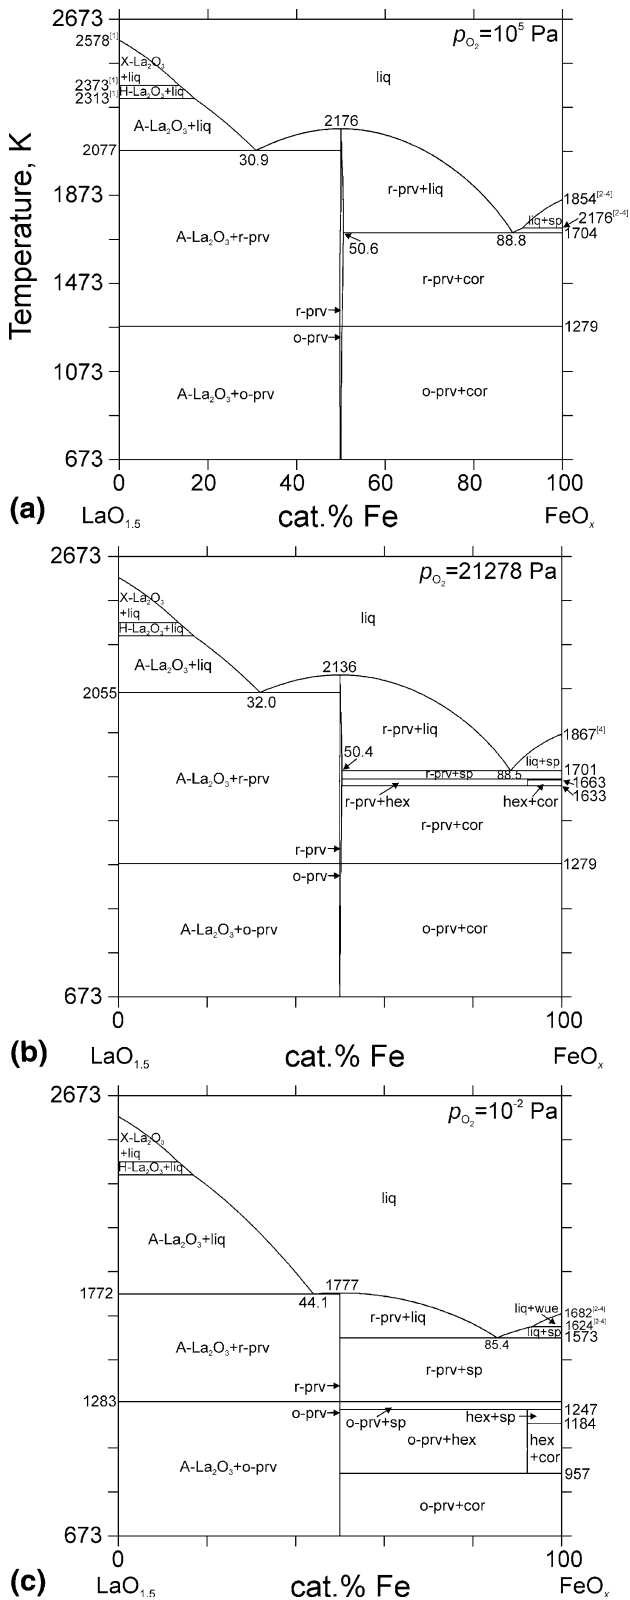 2673
pO2=10^5 Pa
2578[1]
X-La2O3
+liq
liq
2373[1]
H-La2O3+liq
2313[1]
A-La2O3+liq
2176
2077
30.9
1873
r-prv+liq
1854[2-4]
liq+sp
2176[2-4]
1704
A-La2O3+r-prv
50.6
88.8
1473
r-prv+cor
r-prv
1279
o-prv
1073
A-La2O3+o-prv
o-prv+cor
673
Temperature, K
0 20 40 60 80 100
(a) LaO1.5 cat.% Fe FeOx
2673
pO2=21278 Pa
X-La2O3
+liq
liq
H-La2O3+liq
A-La2O3+liq
2136
2055
32.0
r-prv+liq
1867[4]
liq+sp
50.4
1701
r-prv+sp
88.5
1663
A-La2O3+r-prv
r-prv+hex
hex+cor
1633
r-prv+cor
r-prv
1279
o-prv
A-La2O3+o-prv
o-prv+cor
673
0 100
(b) LaO1.5 cat.% Fe FeOx
2673
pO2=10^-2 Pa
X-La2O3
+liq
H-La2O3+liq
liq
A-La2O3+liq
1777
1772
44.1
r-prv+liq
liq+wue
1682[2-4]
1624[2-4]
liq+sp
1573
85.4
A-La2O3+r-prv
r-prv+sp
r-prv
1283
o-prv
o-prv+sp
hex+sp
1247
1184
o-prv+hex
hex
+cor
A-La2O3+o-prv
957
o-prv+cor
673
0 100
(c) LaO1.5 cat.% Fe FeOx